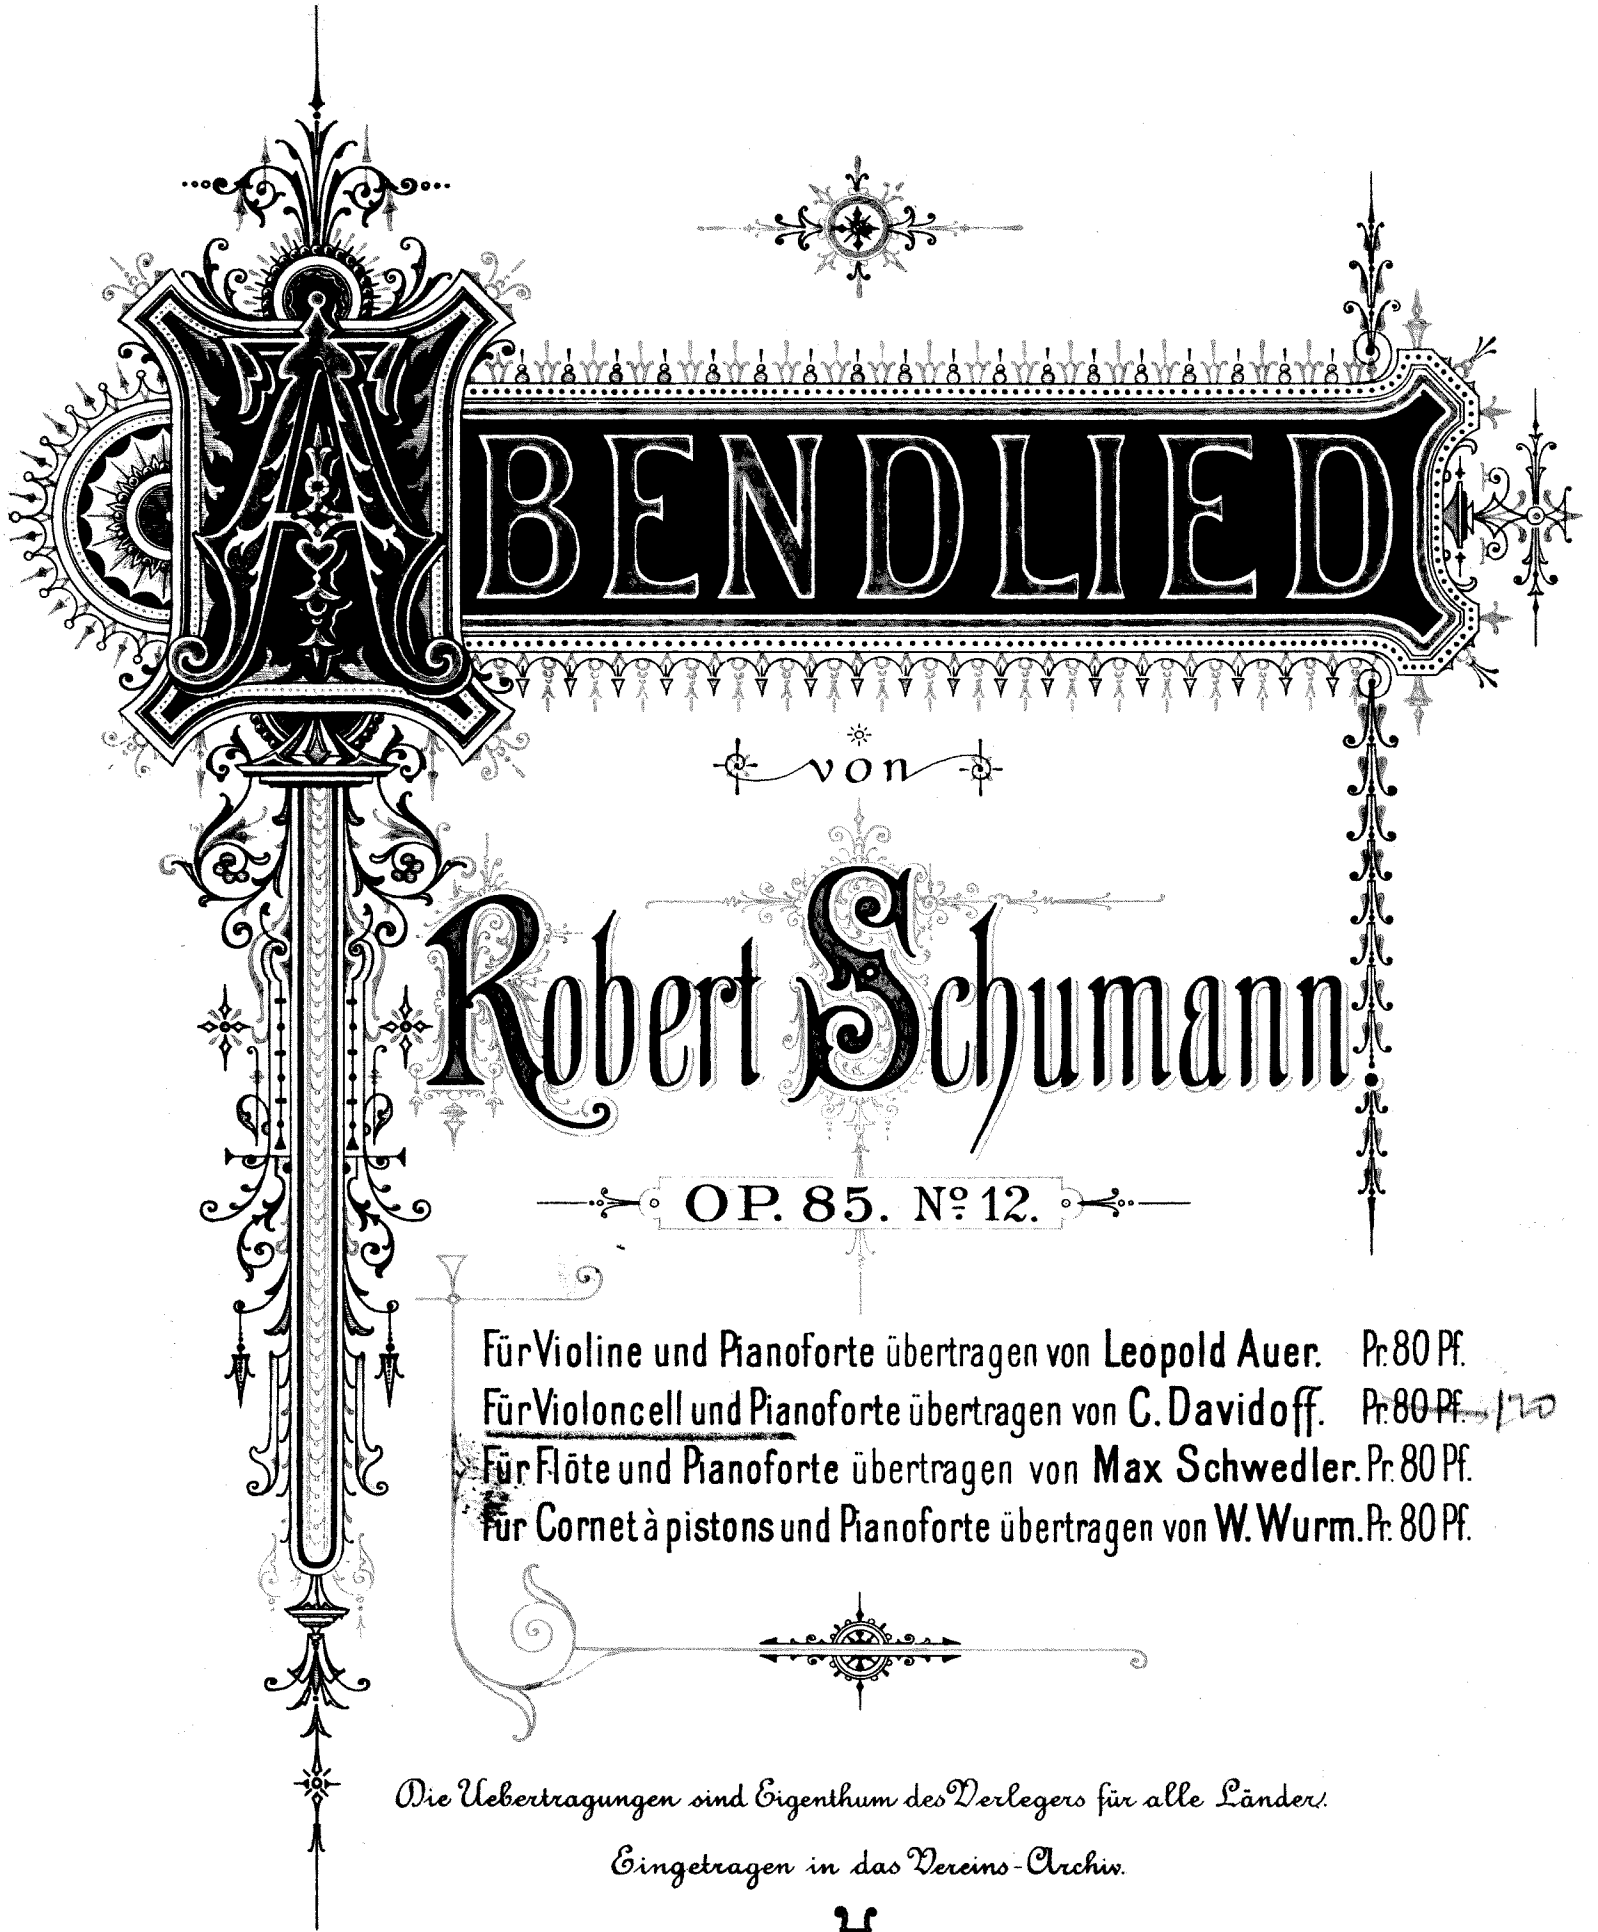 ABENDLIED
von
Robert Schumann
OP. 85. No. 12.
Für Violine und Pianoforte übertragen von Leopold Auer. Pr. 80 Pf.
Für Violoncell und Pianoforte übertragen von C. Davidoff. Pr. 80 Pf. 170
Für Flöte und Pianoforte übertragen von Max Schwedler. Pr. 80 Pf.
Für Cornet à pistons und Pianoforte übertragen von W. Wurm. Pr. 80 Pf.
Die Uebertragungen sind Eigenthum des Verlegers für alle Länder.
Eingetragen in das Vereins-Archiv.